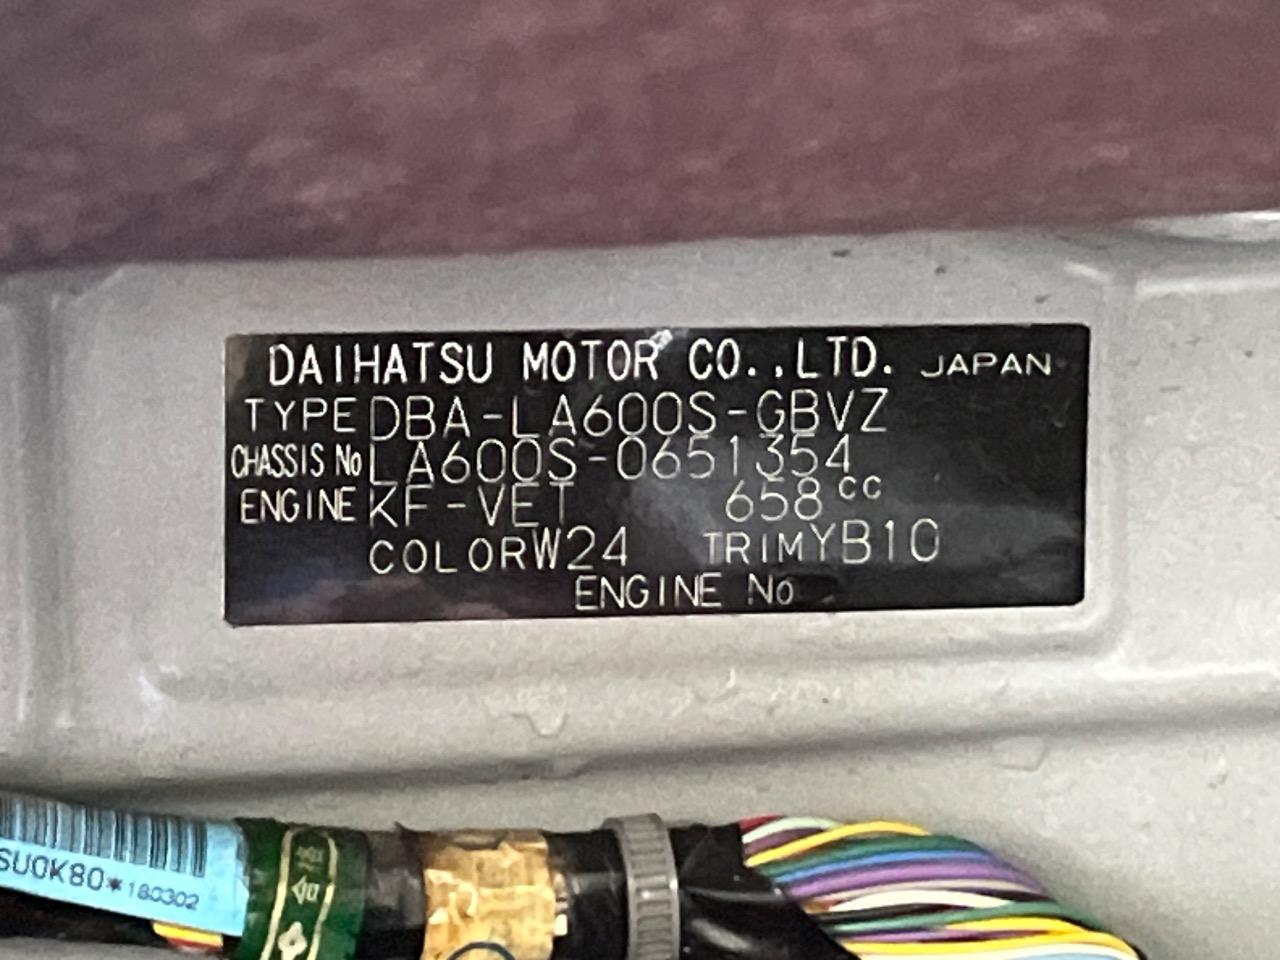 DAIHATSU MOTOR CO.,LTD. JAPAN
TYPE DBA-LA600S-GBVZ
CHASSIS No LA600S-0651354
ENGINE KF-VET 658 cc
COLOR W24 TRIM YB10
ENGINE No
SU0K80*180302